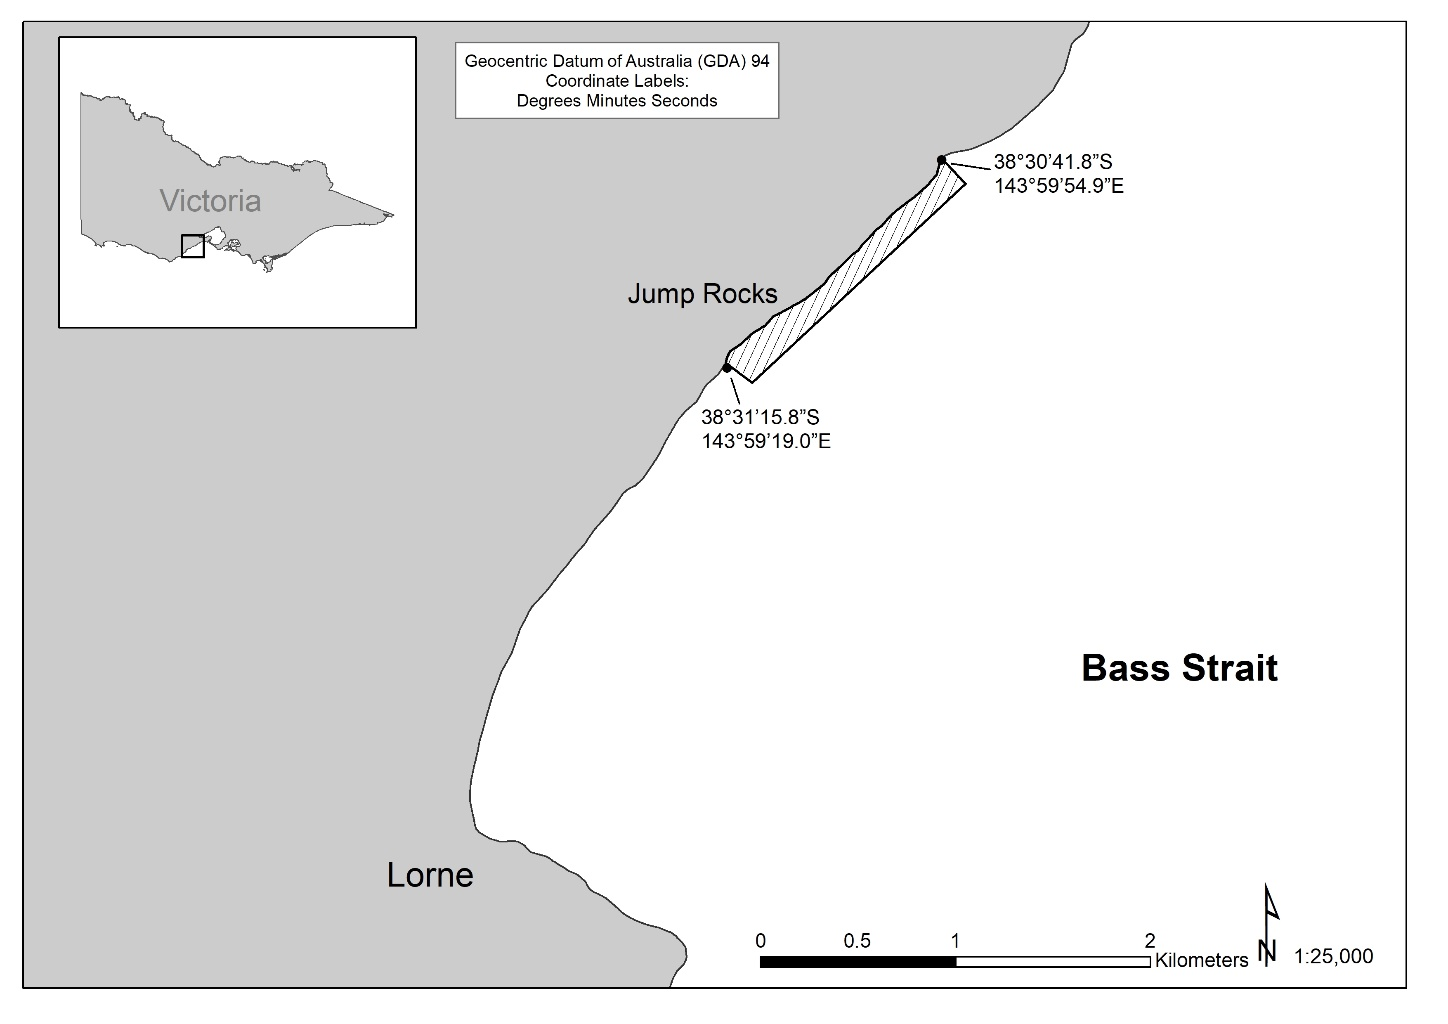 Geocentric Datum of Australia (GDA) 94
Coordinate Labels:
Degrees Minutes Seconds
Victoria
38°30’41.8”S
143°59’54.9”E
Jump Rocks
38°31’15.8”S
143°59’19.0”E
Bass Strait
Lorne
0 0.5 1 2
Kilometers
N
1:25,000